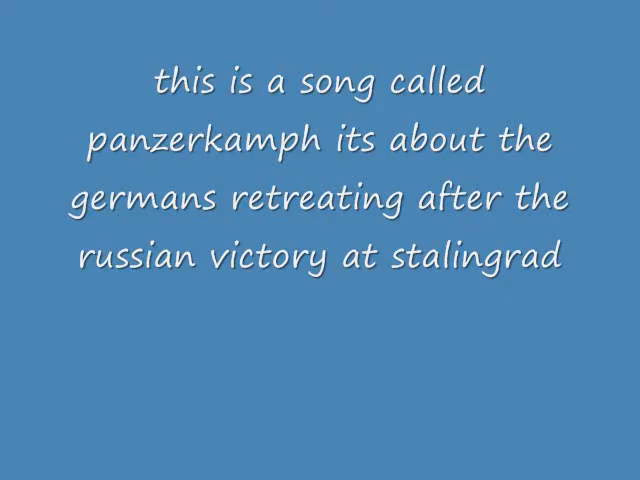 this is a song called
panzerkamph its about the
germans retreating after the
russian victory at stalingrad